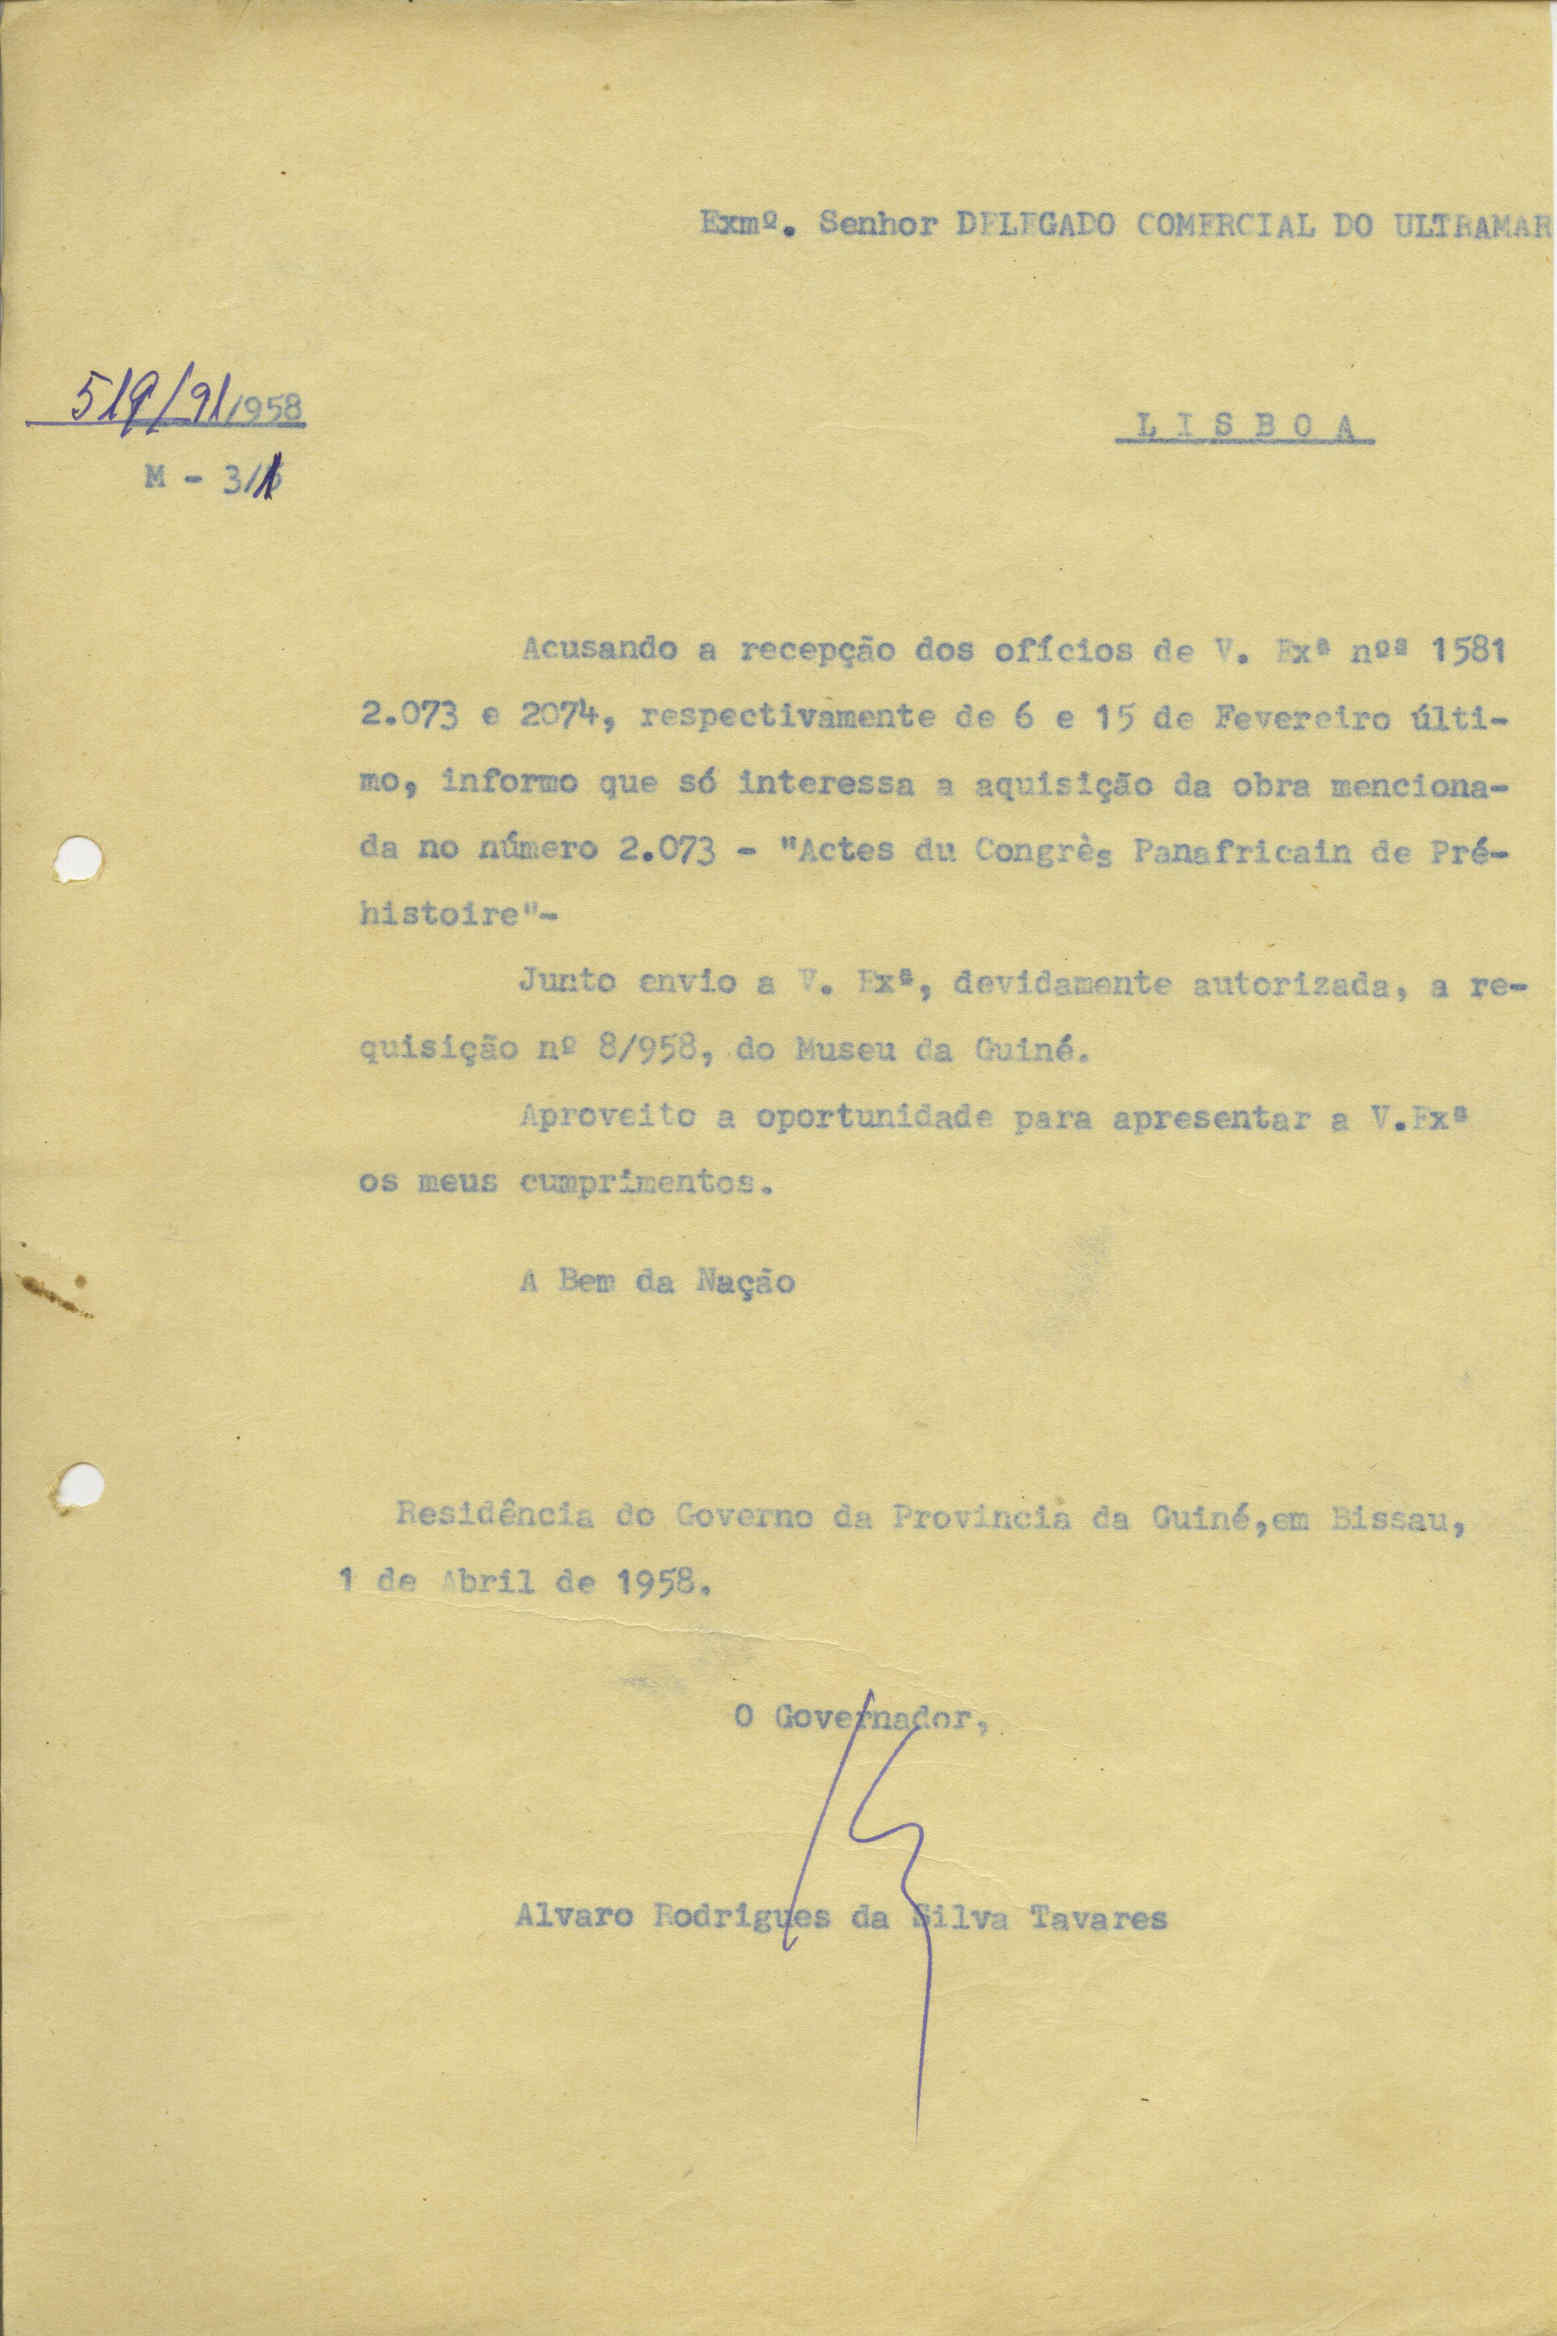 Exmº. Senhor DELEGADO COMERCIAL DO ULTRAMAR
519/91/958
L I S B O A
M - 3/1
Acusando a recepção dos ofícios de V. Exª nºs 1581
2.073 e 2074, respectivamente de 6 e 15 de Fevereiro últi-
mo, informo que só interessa a aquisição da obra menciona-
da no número 2.073 - "Actes du Congrès Panafricain de Pré-
histoire"-
Junto envio a V. Exª, devidamente autorizada, a re-
quisição nº 8/958, do Museu da Guiné.
Aproveito a oportunidade para apresentar a V.Exª
os meus cumprimentos.
A Bem da Nação
Residência do Governo da Provincia da Guiné,em Bissau,
1 de Abril de 1958.
O Governador,
Alvaro Rodrigues da Silva Tavares